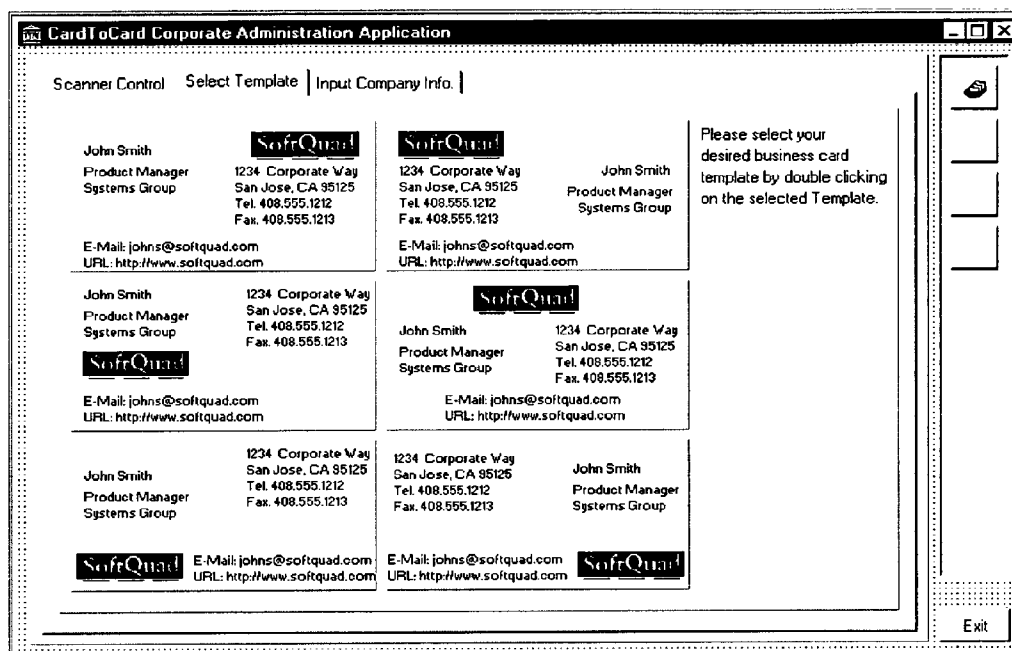 CardToCard Corporate Administration Application
Scanner Control
Select Template
Input Company Info.
John Smith
Product Manager
Systems Group
SoftQuad
1234 Corporate Way
San Jose, CA 95125
Tel. 408.555.1212
Fax. 408.555.1213
E-Mail: johns@softquad.com
URL: http://www.softquad.com
SoftQuad
1234 Corporate Way
San Jose, CA 95125
Tel. 408.555.1212
Fax. 408.555.1213
John Smith
Product Manager
Systems Group
E-Mail: johns@softquad.com
URL: http://www.softquad.com
Please select your
desired business card
template by double clicking
on the selected Template.
John Smith
Product Manager
Systems Group
SoftQuad
1234 Corporate Way
San Jose, CA 95125
Tel. 408.555.1212
Fax. 408.555.1213
E-Mail: johns@softquad.com
URL: http://www.softquad.com
SoftQuad
John Smith
Product Manager
Systems Group
1234 Corporate Way
San Jose, CA 95125
Tel. 408.555.1212
Fax. 408.555.1213
E-Mail: johns@softquad.com
URL: http://www.softquad.com
John Smith
Product Manager
Systems Group
1234 Corporate Way
San Jose, CA 95125
Tel. 408.555.1212
Fax. 408.555.1213
SoftQuad
E-Mail: johns@softquad.com
URL: http://www.softquad.com
1234 Corporate Way
San Jose, CA 95125
Tel. 408.555.1212
Fax. 408.555.1213
John Smith
Product Manager
Systems Group
E-Mail: johns@softquad.com
URL: http://www.softquad.com
SoftQuad
Exit